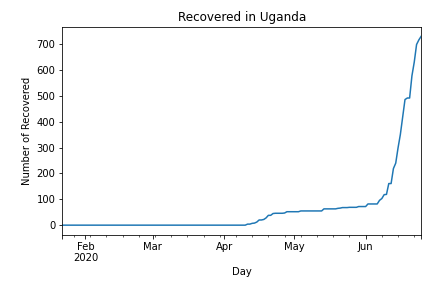 Recovered in Uganda
Number of Recovered
700
600
500
400
300
200
100
0
Feb
2020
Mar
Apr
May
Jun
Day